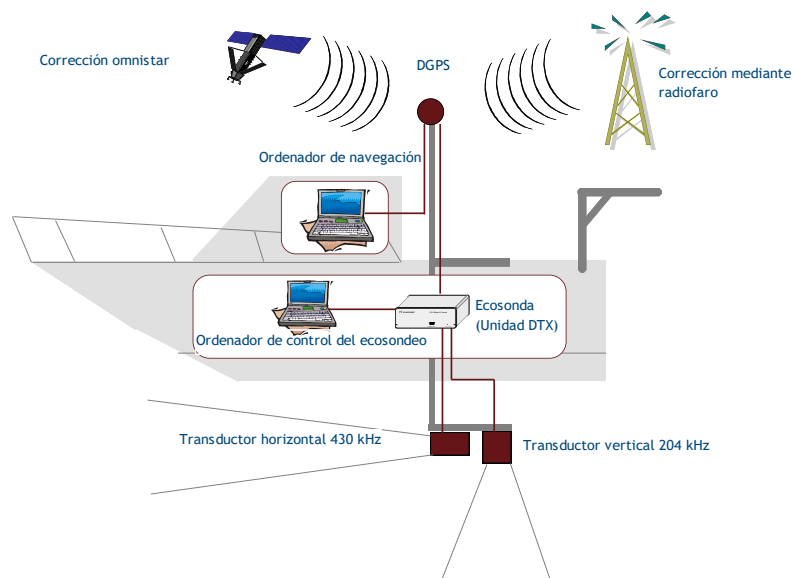 Corrección omnistar
DGPS
Corrección mediante
radiofaro
Ordenador de navegación
Ecosonda
(Unidad DTX)
Ordenador de control del ecosondeo
Transductor horizontal 430 kHz
Transductor vertical 204 kHz